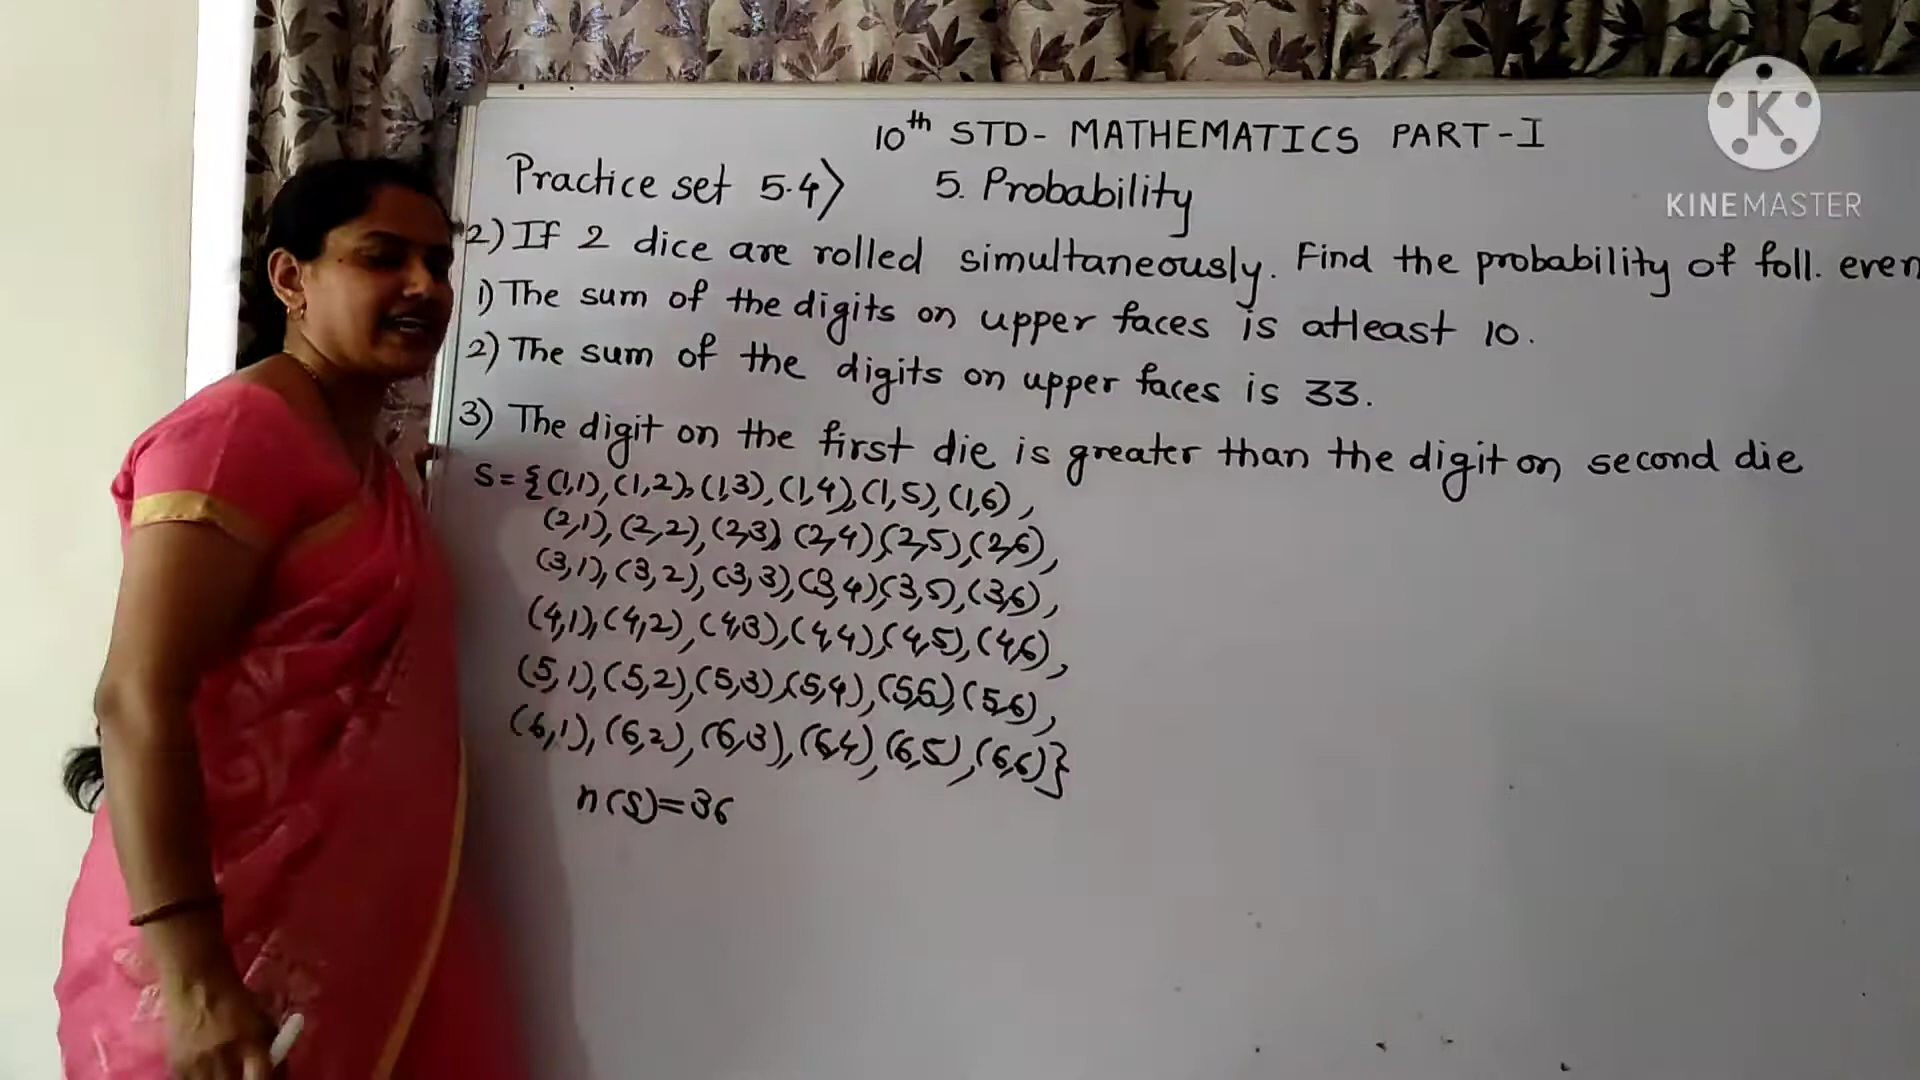 10th STD- MATHEMATICS PART-I
K
KINEMASTER
Practice set 5.4) 5. Probability
2) If 2 dice are rolled simultaneously. Find the probability of foll. even
1) The sum of the digits on upper faces is atleast 10.
2) The sum of the digits on upper faces is 33.
3) The digit on the first die is greater than the digit on second die
S = {(1,1), (1,2), (1,3), (1,4), (1,5), (1,6),
(2,1), (2,2), (2,3), (2,4), (2,5), (2,6),
(3,1), (3,2), (3,3), (3,4), (3,5), (3,6),
(4,1), (4,2), (4,3), (4,4), (4,5), (4,6),
(5,1), (5,2), (5,3), (5,4), (5,5), (5,6),
(6,1), (6,2), (6,3), (6,4), (6,5), (6,6)}
n(S) = 36